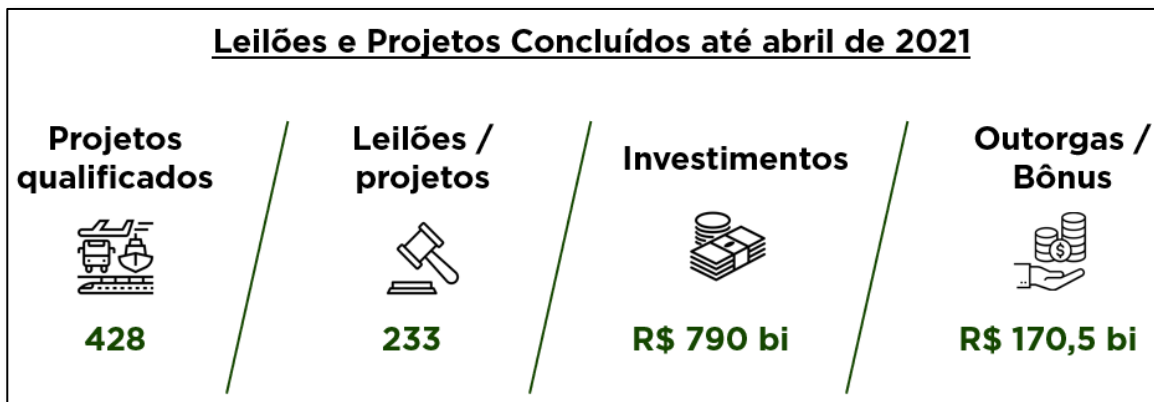 Leilões e Projetos Concluídos até abril de 2021
Projetos
qualificados
428
Leilões /
projetos
233
Investimentos
R$ 790 bi
Outorgas /
Bônus
$
R$ 170,5 bi